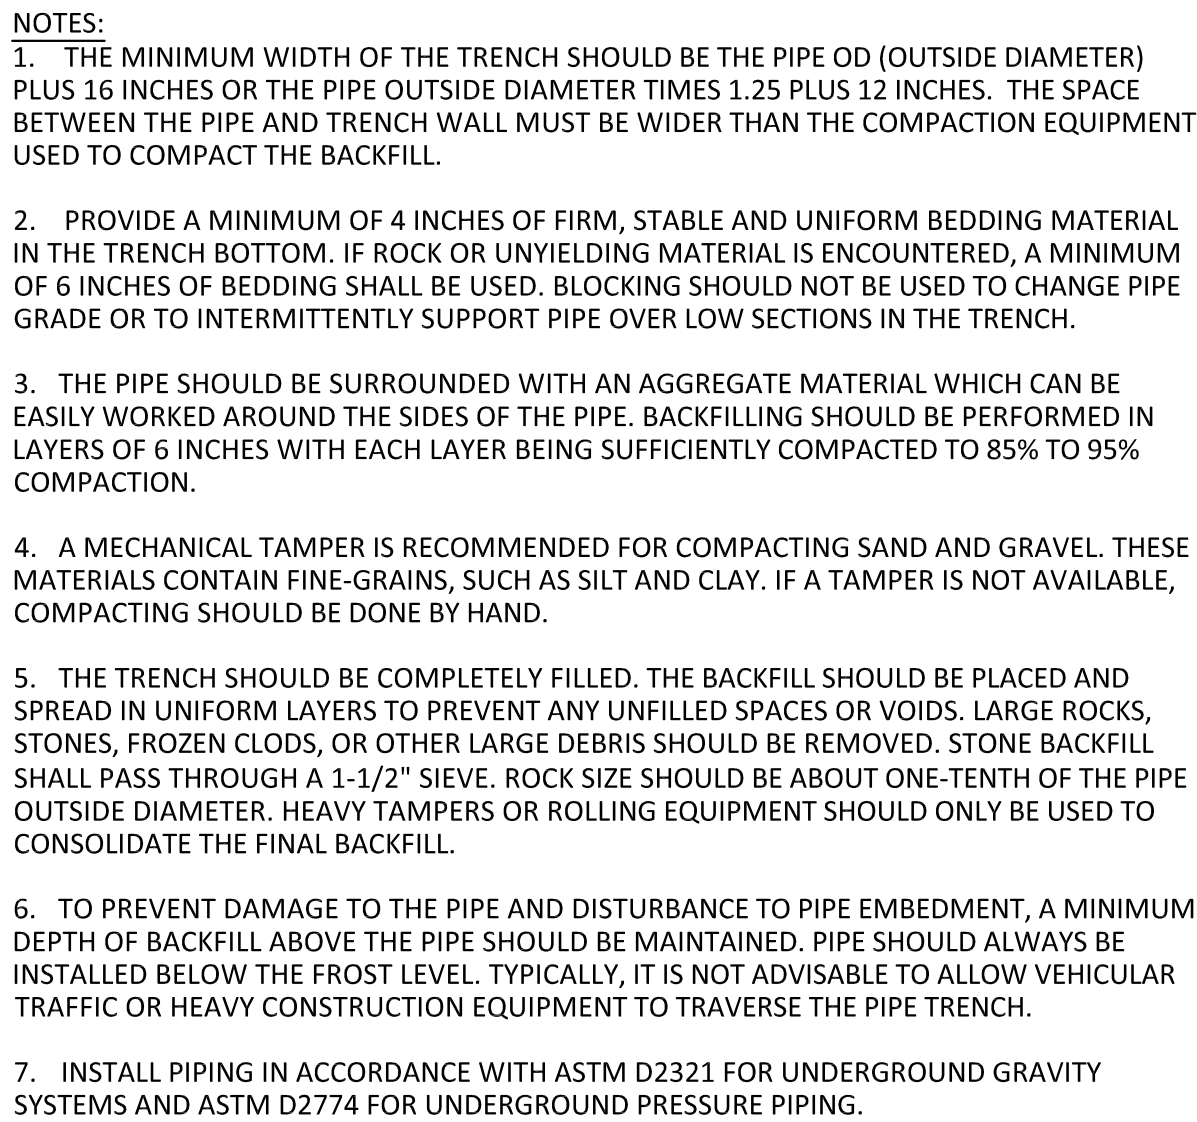 NOTES:
1. THE MINIMUM WIDTH OF THE TRENCH SHOULD BE THE PIPE OD (OUTSIDE DIAMETER)
PLUS 16 INCHES OR THE PIPE OUTSIDE DIAMETER TIMES 1.25 PLUS 12 INCHES. THE SPACE
BETWEEN THE PIPE AND TRENCH WALL MUST BE WIDER THAN THE COMPACTION EQUIPMENT
USED TO COMPACT THE BACKFILL.
2. PROVIDE A MINIMUM OF 4 INCHES OF FIRM, STABLE AND UNIFORM BEDDING MATERIAL
IN THE TRENCH BOTTOM. IF ROCK OR UNYIELDING MATERIAL IS ENCOUNTERED, A MINIMUM
OF 6 INCHES OF BEDDING SHALL BE USED. BLOCKING SHOULD NOT BE USED TO CHANGE PIPE
GRADE OR TO INTERMITTENTLY SUPPORT PIPE OVER LOW SECTIONS IN THE TRENCH.
3. THE PIPE SHOULD BE SURROUNDED WITH AN AGGREGATE MATERIAL WHICH CAN BE
EASILY WORKED AROUND THE SIDES OF THE PIPE. BACKFILLING SHOULD BE PERFORMED IN
LAYERS OF 6 INCHES WITH EACH LAYER BEING SUFFICIENTLY COMPACTED TO 85% TO 95%
COMPACTION.
4. A MECHANICAL TAMPER IS RECOMMENDED FOR COMPACTING SAND AND GRAVEL. THESE
MATERIALS CONTAIN FINE-GRAINS, SUCH AS SILT AND CLAY. IF A TAMPER IS NOT AVAILABLE,
COMPACTING SHOULD BE DONE BY HAND.
5. THE TRENCH SHOULD BE COMPLETELY FILLED. THE BACKFILL SHOULD BE PLACED AND
SPREAD IN UNIFORM LAYERS TO PREVENT ANY UNFILLED SPACES OR VOIDS. LARGE ROCKS,
STONES, FROZEN CLODS, OR OTHER LARGE DEBRIS SHOULD BE REMOVED. STONE BACKFILL
SHALL PASS THROUGH A 1-1/2" SIEVE. ROCK SIZE SHOULD BE ABOUT ONE-TENTH OF THE PIPE
OUTSIDE DIAMETER. HEAVY TAMPERS OR ROLLING EQUIPMENT SHOULD ONLY BE USED TO
CONSOLIDATE THE FINAL BACKFILL.
6. TO PREVENT DAMAGE TO THE PIPE AND DISTURBANCE TO PIPE EMBEDMENT, A MINIMUM
DEPTH OF BACKFILL ABOVE THE PIPE SHOULD BE MAINTAINED. PIPE SHOULD ALWAYS BE
INSTALLED BELOW THE FROST LEVEL. TYPICALLY, IT IS NOT ADVISABLE TO ALLOW VEHICULAR
TRAFFIC OR HEAVY CONSTRUCTION EQUIPMENT TO TRAVERSE THE PIPE TRENCH.
7. INSTALL PIPING IN ACCORDANCE WITH ASTM D2321 FOR UNDERGROUND GRAVITY
SYSTEMS AND ASTM D2774 FOR UNDERGROUND PRESSURE PIPING.